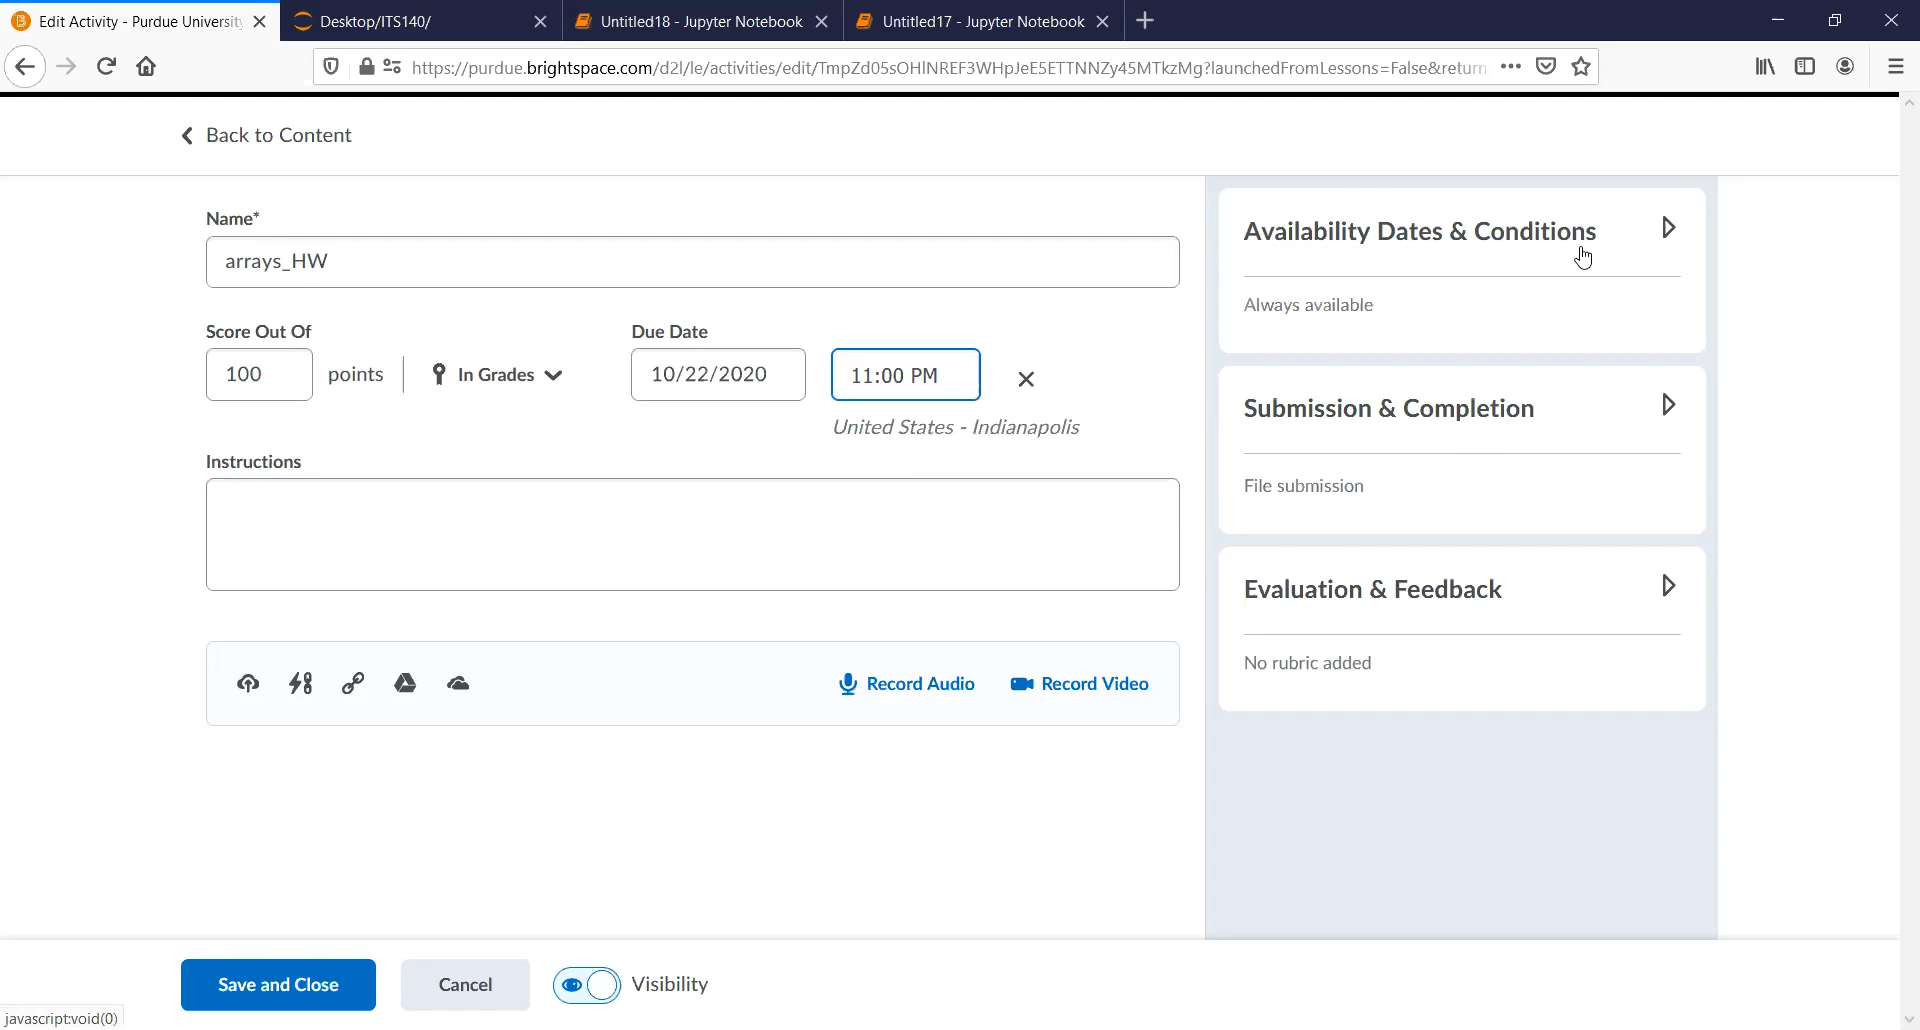 Edit Activity - Purdue University
Desktop/ITS140/
Untitled18 - Jupyter Notebook
Untitled17 - Jupyter Notebook
https://purdue.brightspace.com/d2l/le/activities/edit/TmpZd05sOHlNREF3WHpJeE5ETTNNZy45MTkzMg?launchedFromLessons=False&return
Back to Content
Name*
arrays_HW
Score Out Of
100 points In Grades
Due Date
10/22/2020 11:00 PM
United States - Indianapolis
Instructions
Record Audio Record Video
Availability Dates & Conditions
Always available
Submission & Completion
File submission
Evaluation & Feedback
No rubric added
Save and Close Cancel Visibility
javascript:void(0)